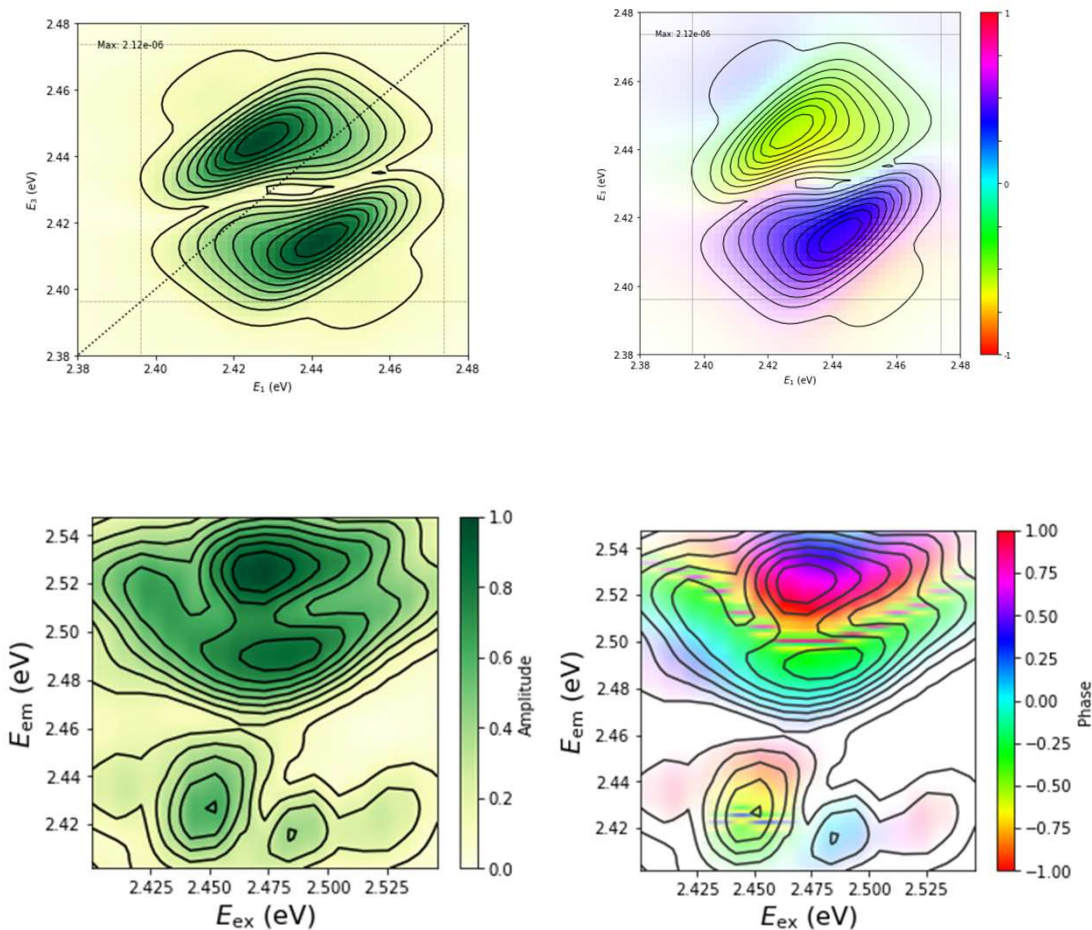 2.48
2.46
2.44
2.42
2.40
2.38
E3 (eV)
Max: 2.12e-06
2.38 2.40 2.42 2.44 2.46 2.48
E1 (eV)
2.48
2.46
2.44
2.42
2.40
2.38
E3 (eV)
Max: 2.12e-06
2.38 2.40 2.42 2.44 2.46 2.48
E1 (eV)
1
0
-1
2.54
2.52
2.50
2.48
2.46
2.44
2.42
Eem (eV)
2.425 2.450 2.475 2.500 2.525
Eex (eV)
1.0
0.8
0.6
0.4
0.2
0.0
Amplitude
2.54
2.52
2.50
2.48
2.46
2.44
2.42
Eem (eV)
2.425 2.450 2.475 2.500 2.525
Eex (eV)
1.00
0.75
0.50
0.25
0.00
−0.25
−0.50
−0.75
−1.00
Phase